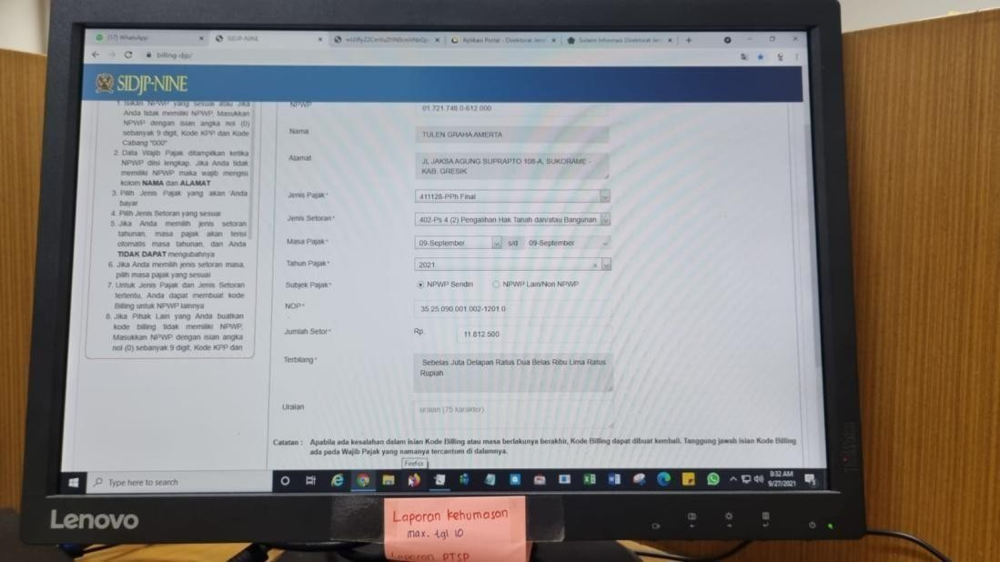 (17) WhatsApp
SIDJP-NINE
Aplikasi Portal - Direktorat Jend
Sistem Informasi Direktorat Jen
billing-djp/
SIDJP-NINE
1. Isikan NPWP yang sesuai atau Jika
Anda tidak memiliki NPWP. Masukkan
NPWP dengan isian angka nol (0)
sebanyak 9 digit, Kode KPP dan Kode
Cabang "000"
2. Data Wajib Pajak ditampilkan ketika
NPWP diisi lengkap. Jika Anda tidak
memiliki NPWP maka wajib mengisi
kolom NAMA dan ALAMAT
3. Pilih Jenis Pajak yang akan Anda
bayar
4. Pilih Jenis Setoran yang sesuai
5. Jika Anda memilih jenis setoran
tahunan, masa pajak akan terisi
otomatis masa tahunan, dan Anda
TIDAK DAPAT mengubahnya
6. Jika Anda memilih jenis setoran masa,
pilih masa pajak yang sesuai
7. Untuk Jenis Pajak dan Jenis Setoran
tertentu, Anda dapat membuat kode
Billing untuk NPWP lainnya
8. Jika Pihak Lain yang Anda buatkan
kode billing tidak memiliki NPWP,
Masukkan NPWP dengan isian angka
nol (0) sebanyak 9 digit, Kode KPP dan
NPWP 01.721.748.0-612.000
Nama TULEN GRAHA AMERTA
Alamat JL JAKSA AGUNG SUPRAPTO 108-A, SUKORAME -
KAB. GRESIK
Jenis Pajak* 411128-PPh Final
Jenis Setoran* 402-Ps 4 (2) Pengalihan Hak Tanah dan/atau Bangunan
Masa Pajak* 09-September s/d 09-September
Tahun Pajak* 2021
Subjek Pajak* NPWP Sendiri NPWP Lain/Non NPWP
NOP* 35.25.090.001.002-1201.0
Jumlah Setor* Rp. 11.812.500
Terbilang* Sebelas Juta Delapan Ratus Dua Belas Ribu Lima Ratus
Rupiah
Uraian uraian (75 karakter)
Catatan : Apabila ada kesalahan dalam isian Kode Billing atau masa berlakunya berakhir, Kode Billing dapat dibuat kembali. Tanggung jawab isian Kode Billing
ada pada Wajib Pajak yang namanya tercantum di dalamnya.
Firefox
Type here to search
8:32 AM
9/27/2021
Lenovo
ThinkVision
Laporan kehumasan
max. tgl 10
Laporan PTSP